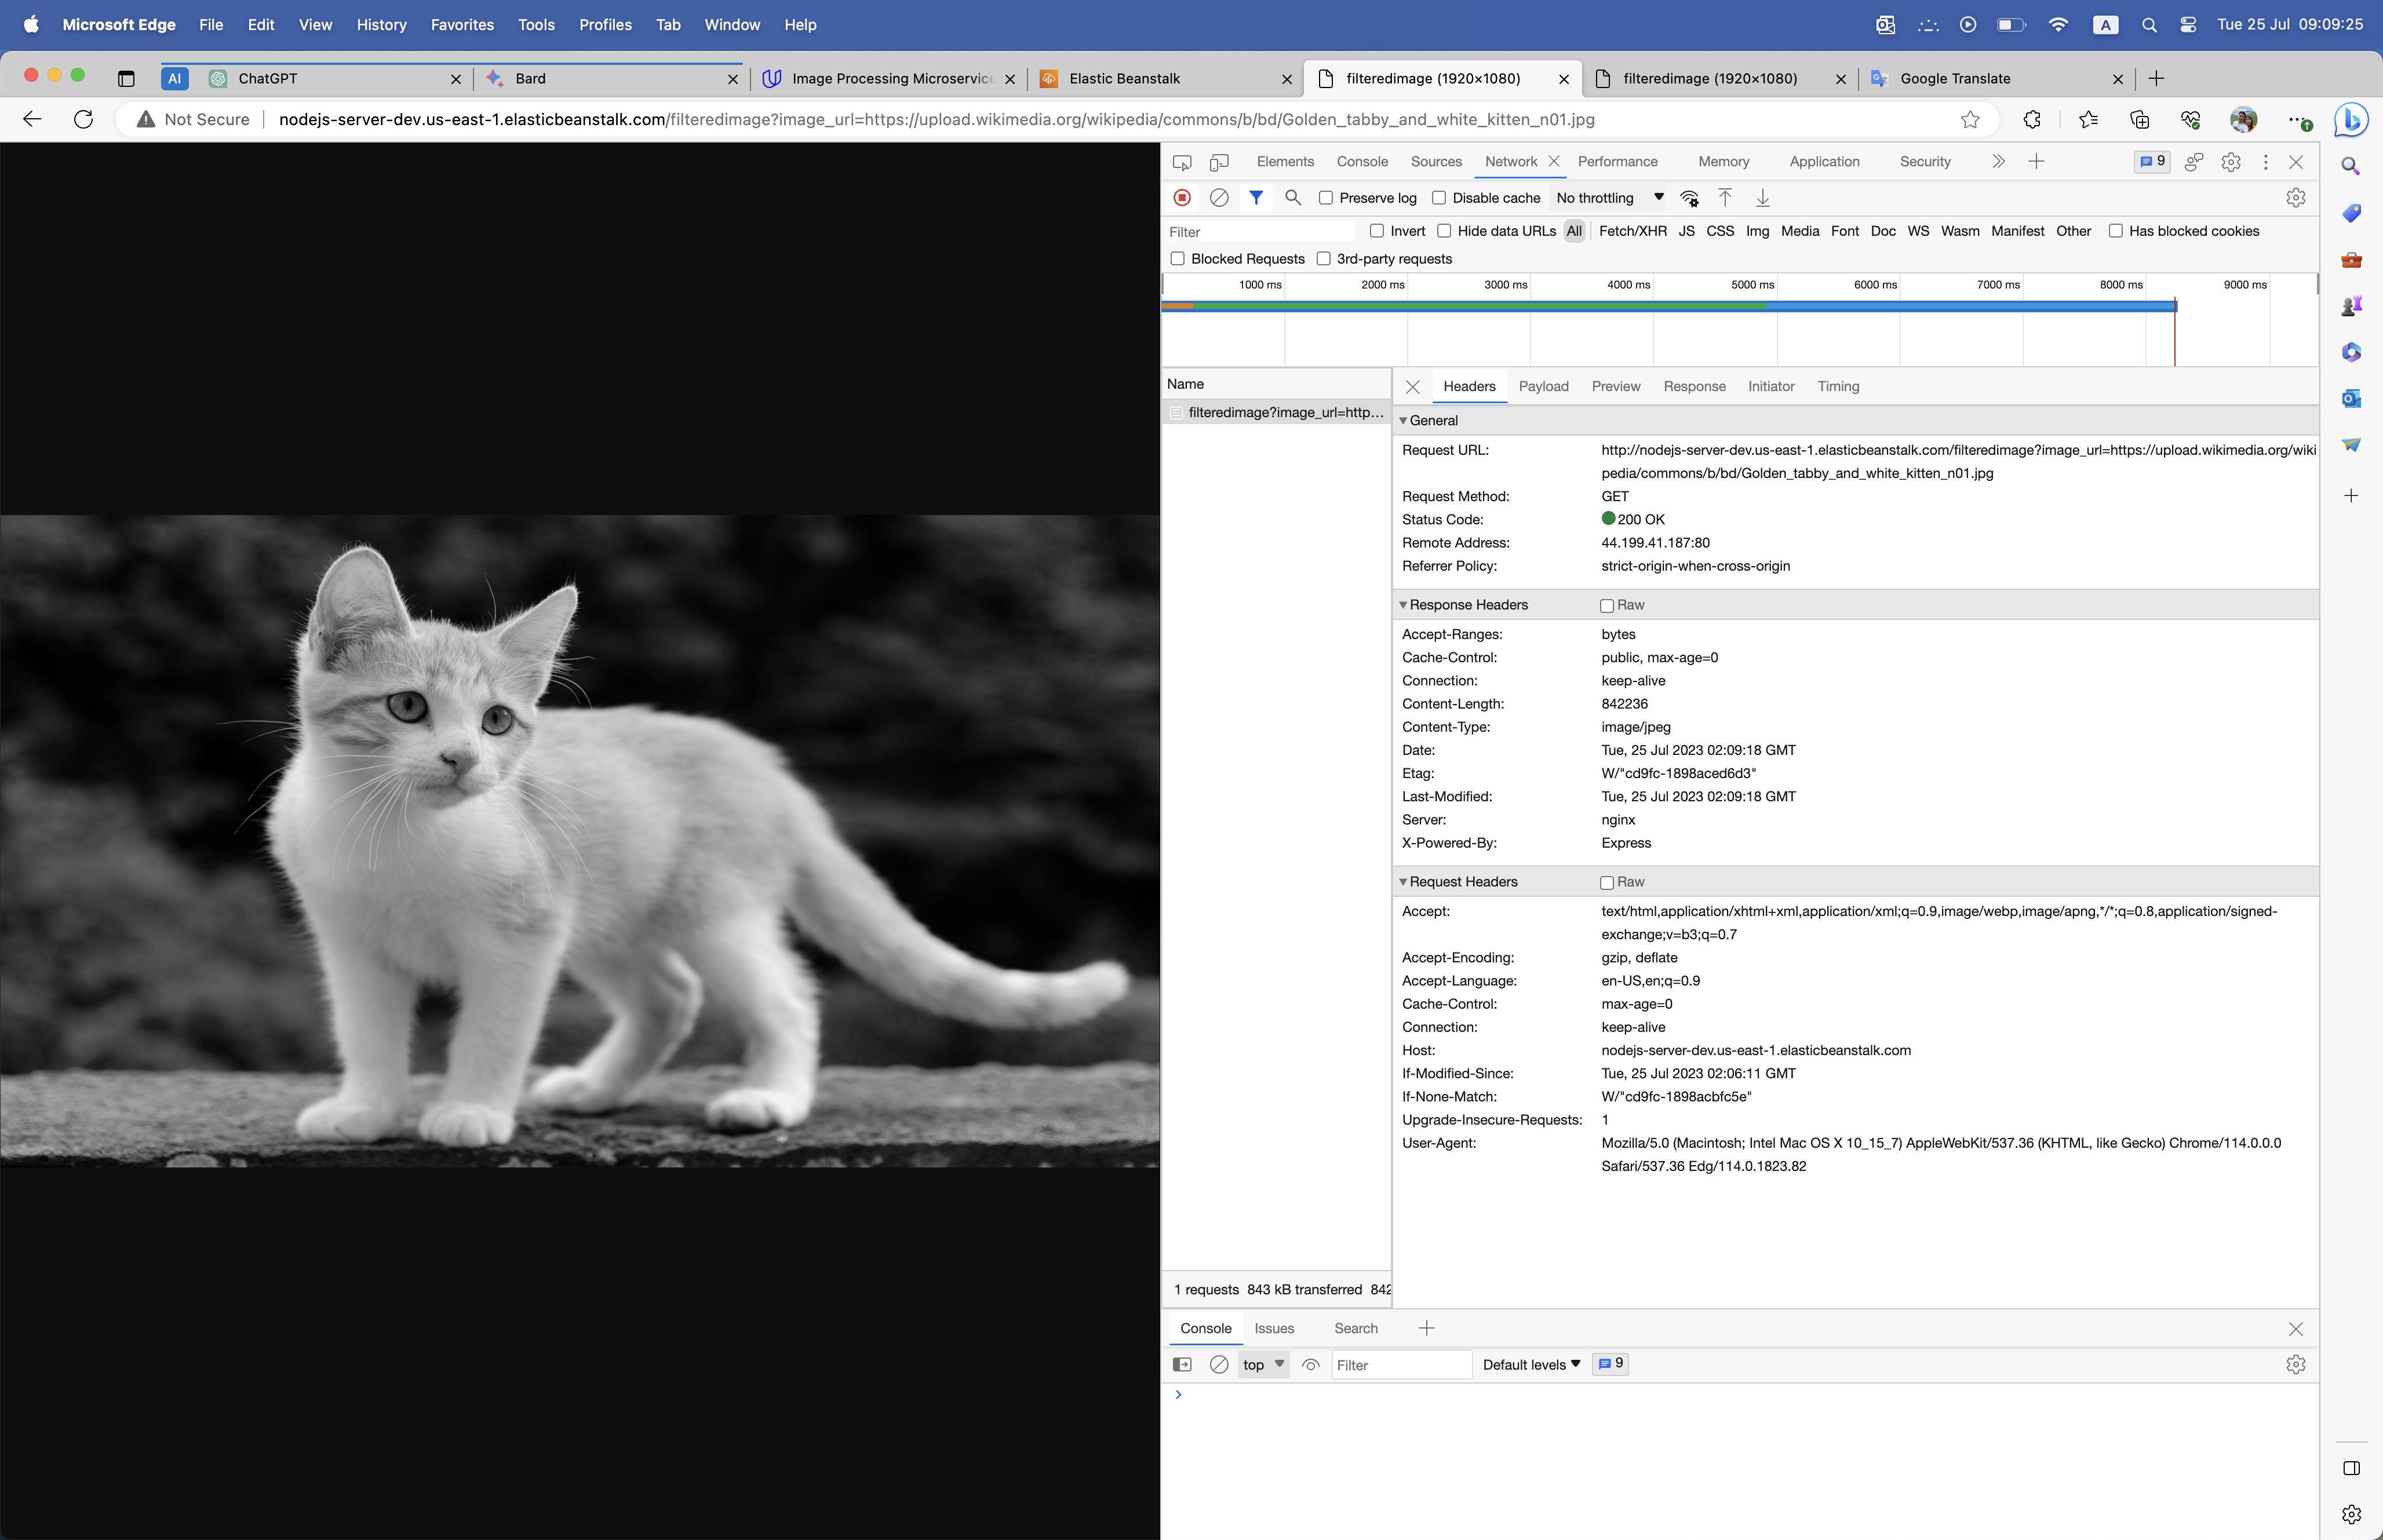 Microsoft Edge File Edit View History Favorites Tools Profiles Tab Window Help A Tue 25 Jul 09:09:25
AI ChatGPT Bard Image Processing Microservice Elastic Beanstalk filteredimage (1920×1080) filteredimage (1920×1080) Google Translate
Not Secure nodejs-server-dev.us-east-1.elasticbeanstalk.com/filteredimage?image_url=https://upload.wikimedia.org/wikipedia/commons/b/bd/Golden_tabby_and_white_kitten_n01.jpg
Elements Console Sources Network Performance Memory Application Security 9
Preserve log Disable cache No throttling
Filter Invert Hide data URLs All Fetch/XHR JS CSS Img Media Font Doc WS Wasm Manifest Other Has blocked cookies
Blocked Requests 3rd-party requests
1000 ms 2000 ms 3000 ms 4000 ms 5000 ms 6000 ms 7000 ms 8000 ms 9000 ms
Name
filteredimage?image_url=http...
Headers Payload Preview Response Initiator Timing
General
Request URL: http://nodejs-server-dev.us-east-1.elasticbeanstalk.com/filteredimage?image_url=https://upload.wikimedia.org/wiki
pedia/commons/b/bd/Golden_tabby_and_white_kitten_n01.jpg
Request Method: GET
Status Code: 200 OK
Remote Address: 44.199.41.187:80
Referrer Policy: strict-origin-when-cross-origin
Response Headers Raw
Accept-Ranges: bytes
Cache-Control: public, max-age=0
Connection: keep-alive
Content-Length: 842236
Content-Type: image/jpeg
Date: Tue, 25 Jul 2023 02:09:18 GMT
Etag: W/"cd9fc-1898aced6d3"
Last-Modified: Tue, 25 Jul 2023 02:09:18 GMT
Server: nginx
X-Powered-By: Express
Request Headers Raw
Accept: text/html,application/xhtml+xml,application/xml;q=0.9,image/webp,image/apng,*/*;q=0.8,application/signed-
exchange;v=b3;q=0.7
Accept-Encoding: gzip, deflate
Accept-Language: en-US,en;q=0.9
Cache-Control: max-age=0
Connection: keep-alive
Host: nodejs-server-dev.us-east-1.elasticbeanstalk.com
If-Modified-Since: Tue, 25 Jul 2023 02:06:11 GMT
If-None-Match: W/"cd9fc-1898acbfc5e"
Upgrade-Insecure-Requests: 1
User-Agent: Mozilla/5.0 (Macintosh; Intel Mac OS X 10_15_7) AppleWebKit/537.36 (KHTML, like Gecko) Chrome/114.0.0.0
Safari/537.36 Edg/114.0.1823.82
1 requests 843 kB transferred 842
Console Issues Search
top Filter Default levels 9